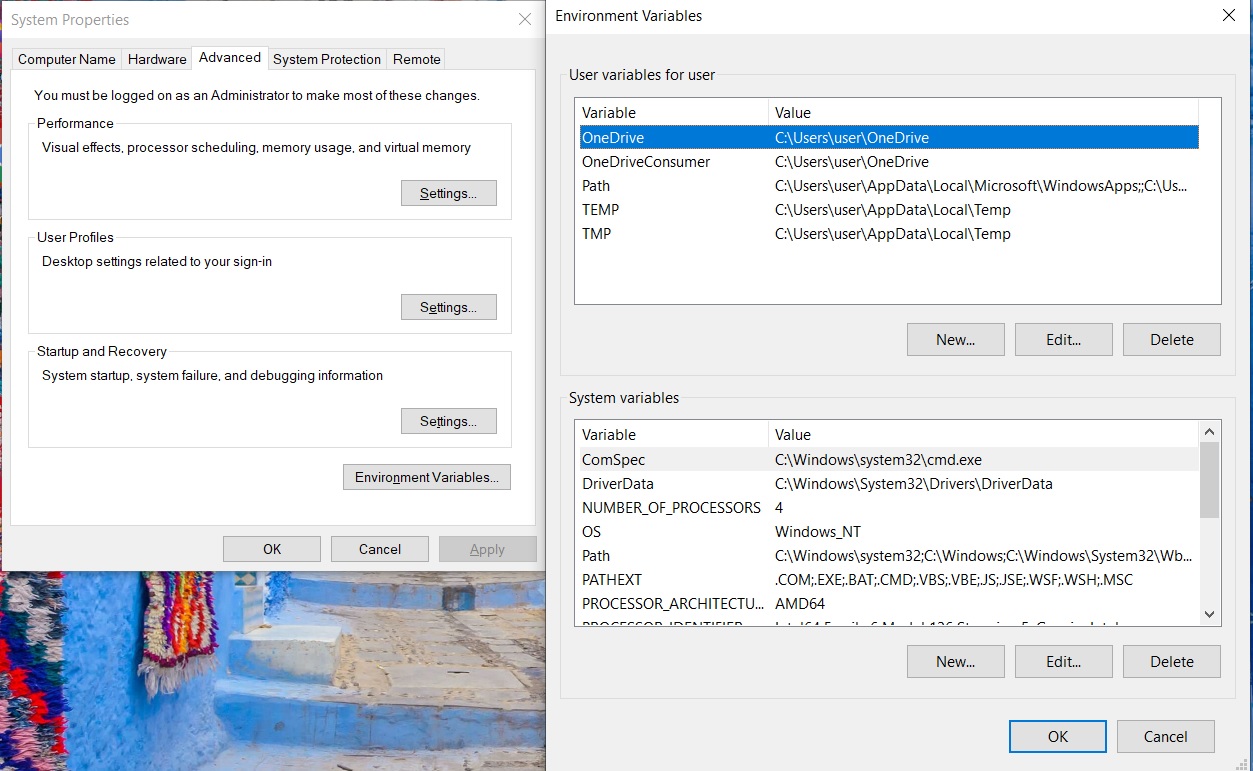 System Properties
Computer Name Hardware Advanced System Protection Remote
You must be logged on as an Administrator to make most of these changes.
Performance
Visual effects, processor scheduling, memory usage, and virtual memory
Settings...
User Profiles
Desktop settings related to your sign-in
Settings...
Startup and Recovery
System startup, system failure, and debugging information
Settings...
Environment Variables...
OK Cancel Apply
Environment Variables
User variables for user
Variable Value
OneDrive C:\Users\user\OneDrive
OneDriveConsumer C:\Users\user\OneDrive
Path C:\Users\user\AppData\Local\Microsoft\WindowsApps;;C:\Us...
TEMP C:\Users\user\AppData\Local\Temp
TMP C:\Users\user\AppData\Local\Temp
New... Edit... Delete
System variables
Variable Value
ComSpec C:\Windows\system32\cmd.exe
DriverData C:\Windows\System32\Drivers\DriverData
NUMBER_OF_PROCESSORS 4
OS Windows_NT
Path C:\Windows\system32;C:\Windows;C:\Windows\System32\Wb...
PATHEXT .COM;.EXE;.BAT;.CMD;.VBS;.VBE;.JS;.JSE;.WSF;.WSH;.MSC
PROCESSOR_ARCHITECTU... AMD64
New... Edit... Delete
OK Cancel